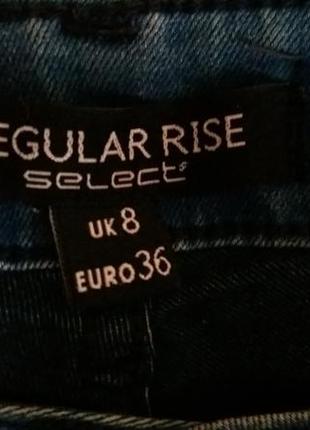 EGULAR RISE
select
UK 8
EURO 36